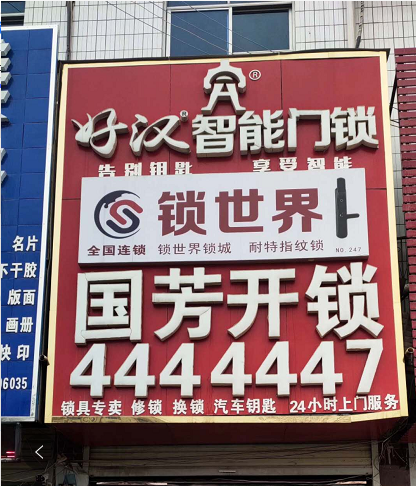 ®
好汉®智能门锁
告别钥匙 享受智能
锁世界
全国连锁 锁世界锁城 耐特指纹锁 NO.247
国芳开锁
4444447
锁具专卖 修锁 换锁 汽车钥匙 24小时上门服务
名片
不干胶
版面
画册
快印
96035